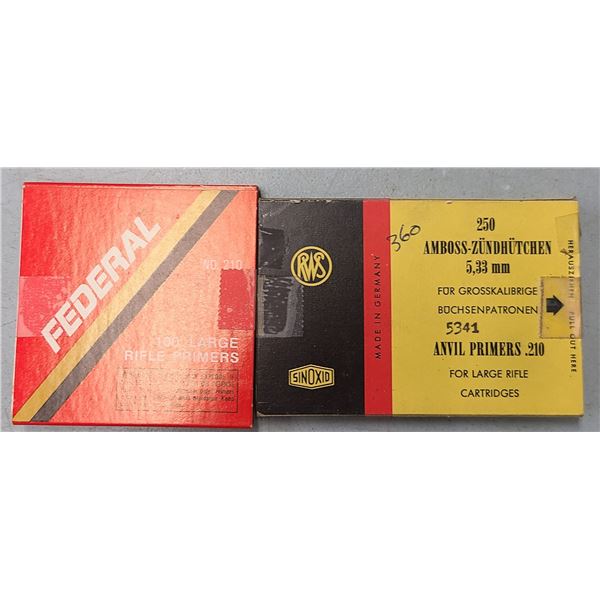 FEDERAL
NO. 210
100 LARGE
RIFLE PRIMERS
RWS
SINOXID
MADE IN GERMANY
360
250
AMBOSS-ZÜNDHÜTCHEN
5,33 mm
FÜR GROSSKALIBRIGE
BÜCHSENPATRONEN
5341
ANVIL PRIMERS .210
FOR LARGE RIFLE
CARTRIDGES
HERAUSZIEHEN PULL OUT HERE